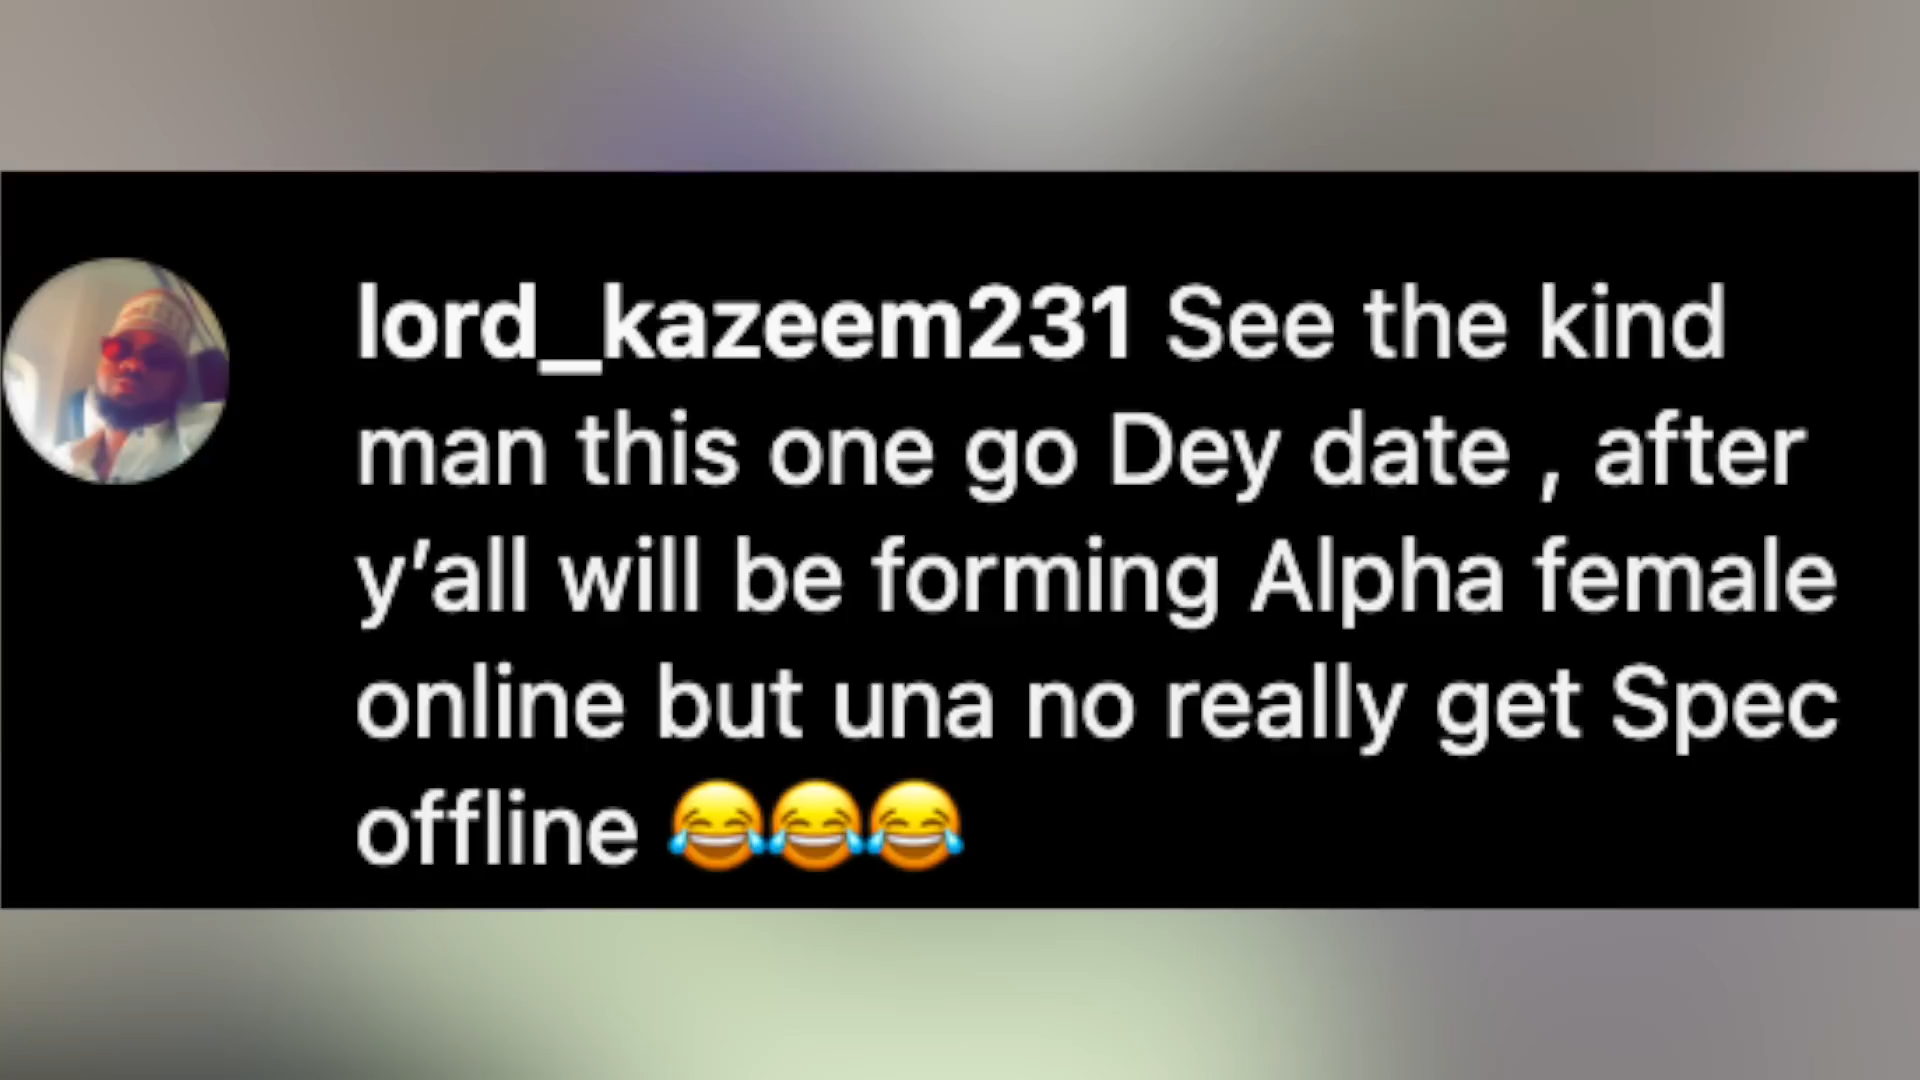 lord_kazeem231 See the kind
man this one go Dey date , after
y’all will be forming Alpha female
online but una no really get Spec
offline 😂😂😂